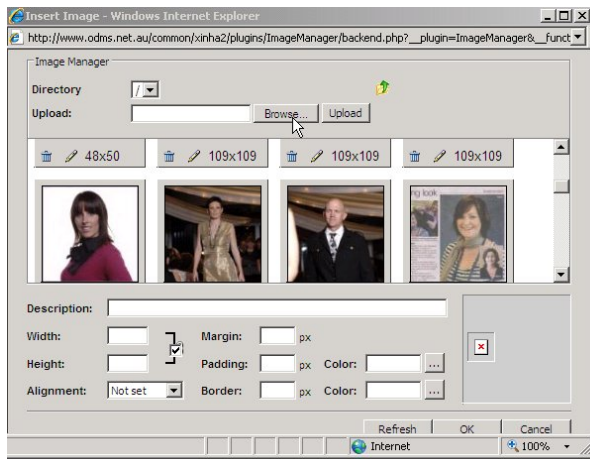 Insert Image - Windows Internet Explorer
http://www.odms.net.au/common/xinha2/plugins/ImageManager/backend.php?__plugin=ImageManager&__funct
Image Manager
Directory /
Upload: Browse... Upload
48x50 109x109 109x109 109x109
ng look
Description:
Width: Margin: px
Height: Padding: px Color: ...
Alignment: Not set Border: px Color: ...
Refresh OK Cancel
Internet 100%